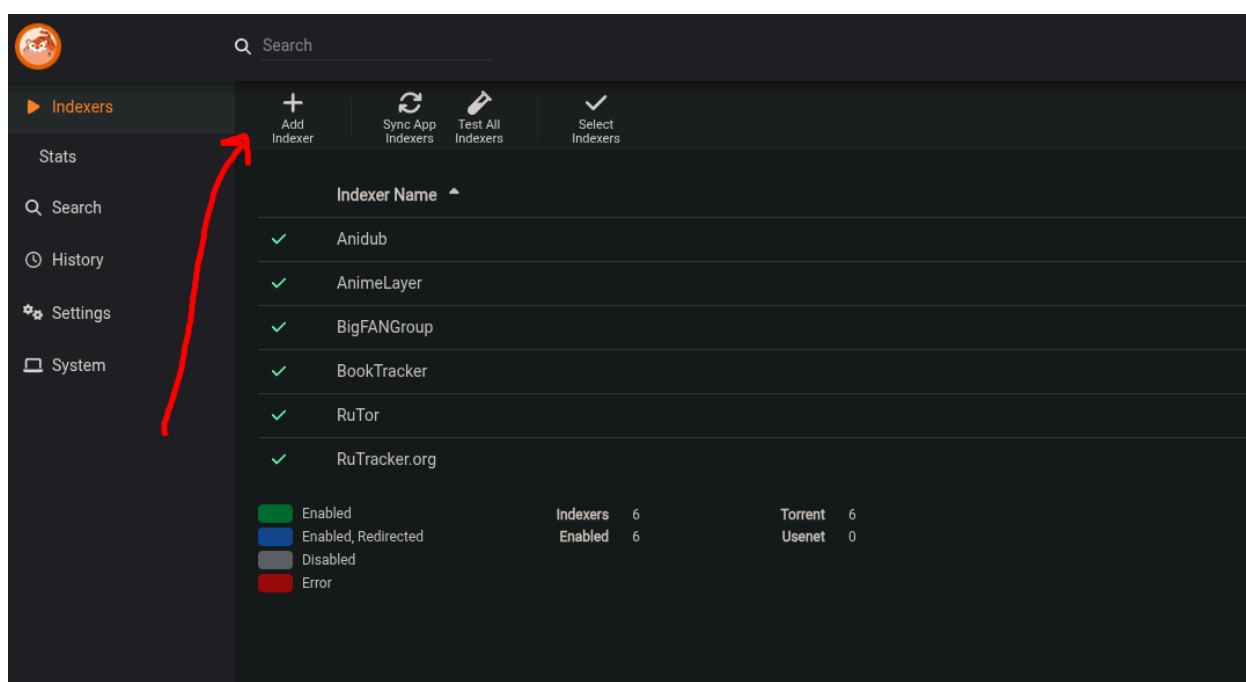 Search
Indexers
Add
Indexer
Sync App
Indexers
Test All
Indexers
Select
Indexers
Stats
Search
History
Settings
System
Indexer Name
Anidub
AnimeLayer
BigFANGroup
BookTracker
RuTor
RuTracker.org
Enabled
Enabled, Redirected
Disabled
Error
Indexers 6
Enabled 6
Torrent 6
Usenet 0